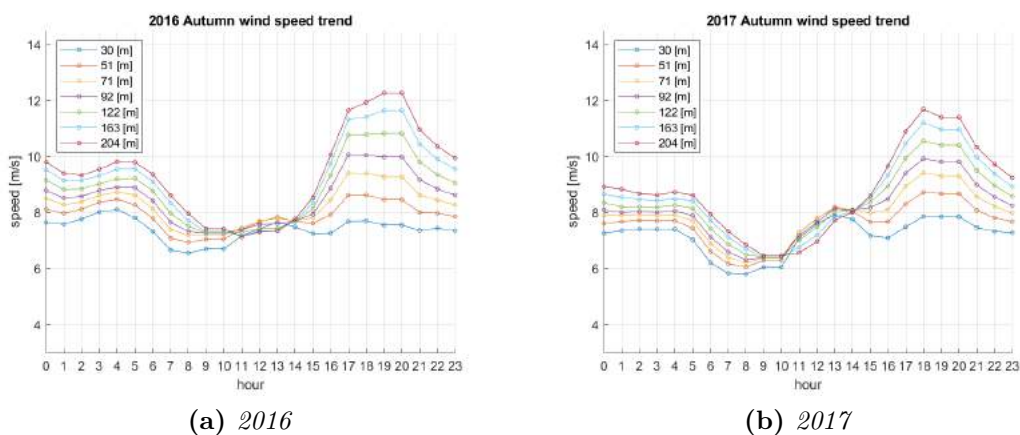 2016 Autumn wind speed trend
14
12
10
8
6
4
speed [m/s]
30 [m]
51 [m]
71 [m]
92 [m]
122 [m]
163 [m]
204 [m]
0 1 2 3 4 5 6 7 8 9 10 11 12 13 14 15 16 17 18 19 20 21 22 23
hour
(a) 2016
2017 Autumn wind speed trend
14
12
10
8
6
4
speed [m/s]
30 [m]
51 [m]
71 [m]
92 [m]
122 [m]
163 [m]
204 [m]
0 1 2 3 4 5 6 7 8 9 10 11 12 13 14 15 16 17 18 19 20 21 22 23
hour
(b) 2017